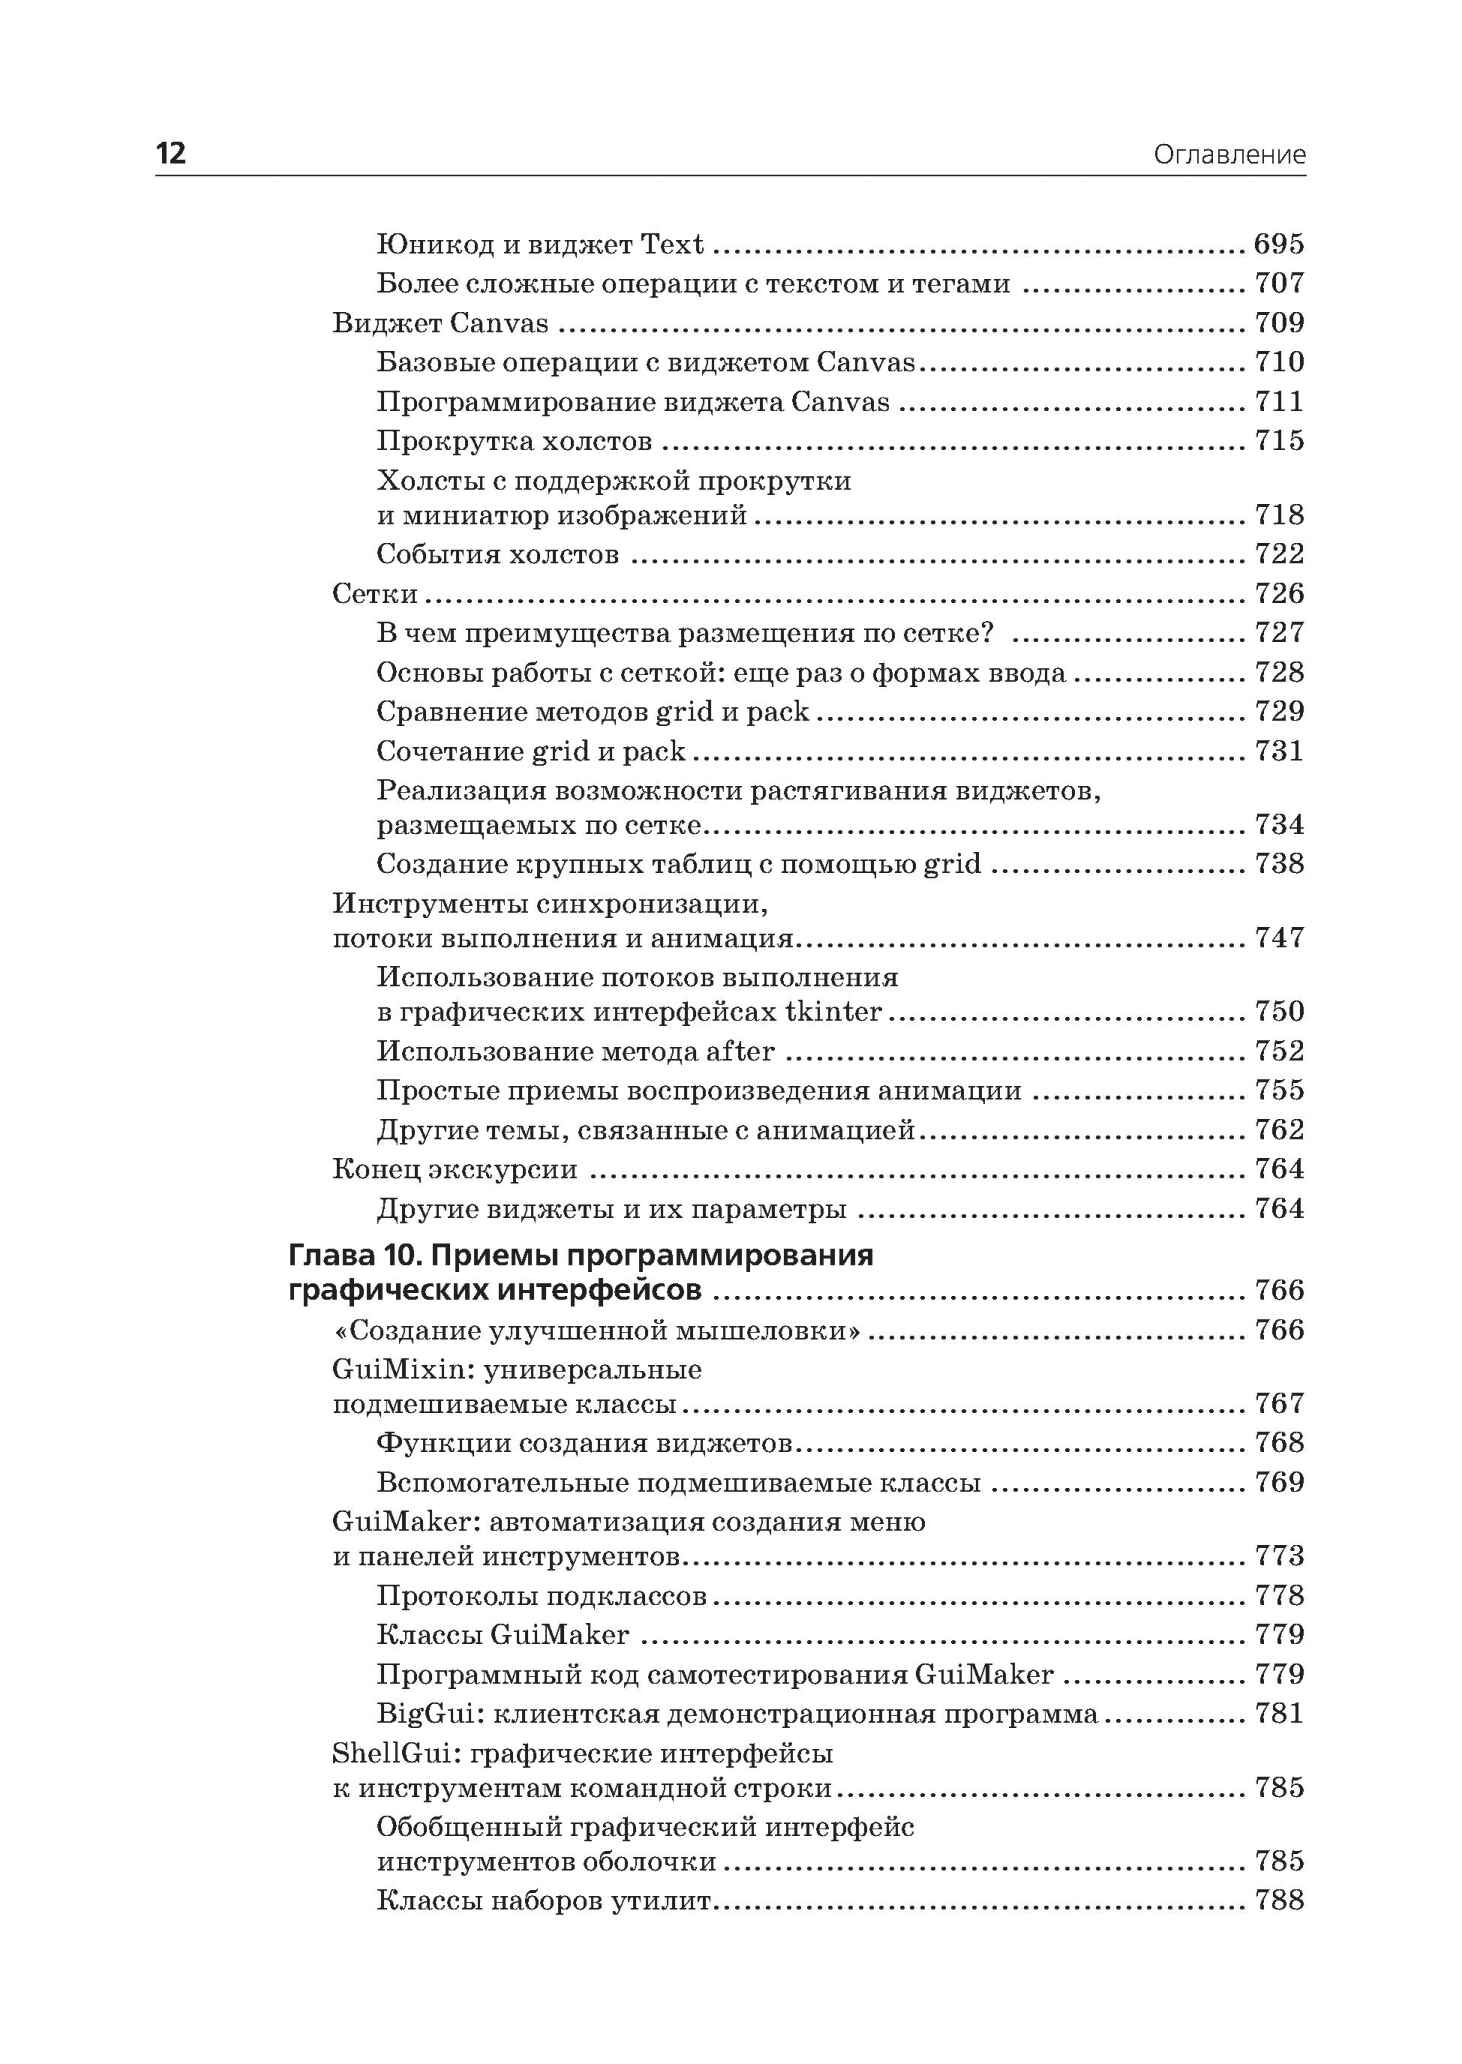 12 Оглавление
Юникод и виджет Text ........ 695
Более сложные операции с текстом и тегами ........ 707
Виджет Canvas ........ 709
Базовые операции с виджетом Canvas ........ 710
Программирование виджета Canvas ........ 711
Прокрутка холстов ........ 715
Холсты с поддержкой прокрутки
и миниатюр изображений ........ 718
События холстов ........ 722
Сетки ........ 726
В чем преимущества размещения по сетке? ........ 727
Основы работы с сеткой: еще раз о формах ввода ........ 728
Сравнение методов grid и pack ........ 729
Сочетание grid и pack ........ 731
Реализация возможности растягивания виджетов,
размещаемых по сетке ........ 734
Создание крупных таблиц с помощью grid ........ 738
Инструменты синхронизации,
потоки выполнения и анимация ........ 747
Использование потоков выполнения
в графических интерфейсах tkinter ........ 750
Использование метода after ........ 752
Простые приемы воспроизведения анимации ........ 755
Другие темы, связанные с анимацией ........ 762
Конец экскурсии ........ 764
Другие виджеты и их параметры ........ 764
Глава 10. Приемы программирования
графических интерфейсов ........ 766
«Создание улучшенной мышеловки» ........ 766
GuiMixin: универсальные
подмешиваемые классы ........ 767
Функции создания виджетов ........ 768
Вспомогательные подмешиваемые классы ........ 769
GuiMaker: автоматизация создания меню
и панелей инструментов ........ 773
Протоколы подклассов ........ 778
Классы GuiMaker ........ 779
Программный код самотестирования GuiMaker ........ 779
BigGui: клиентская демонстрационная программа ........ 781
ShellGui: графические интерфейсы
к инструментам командной строки ........ 785
Обобщенный графический интерфейс
инструментов оболочки ........ 785
Классы наборов утилит ........ 788